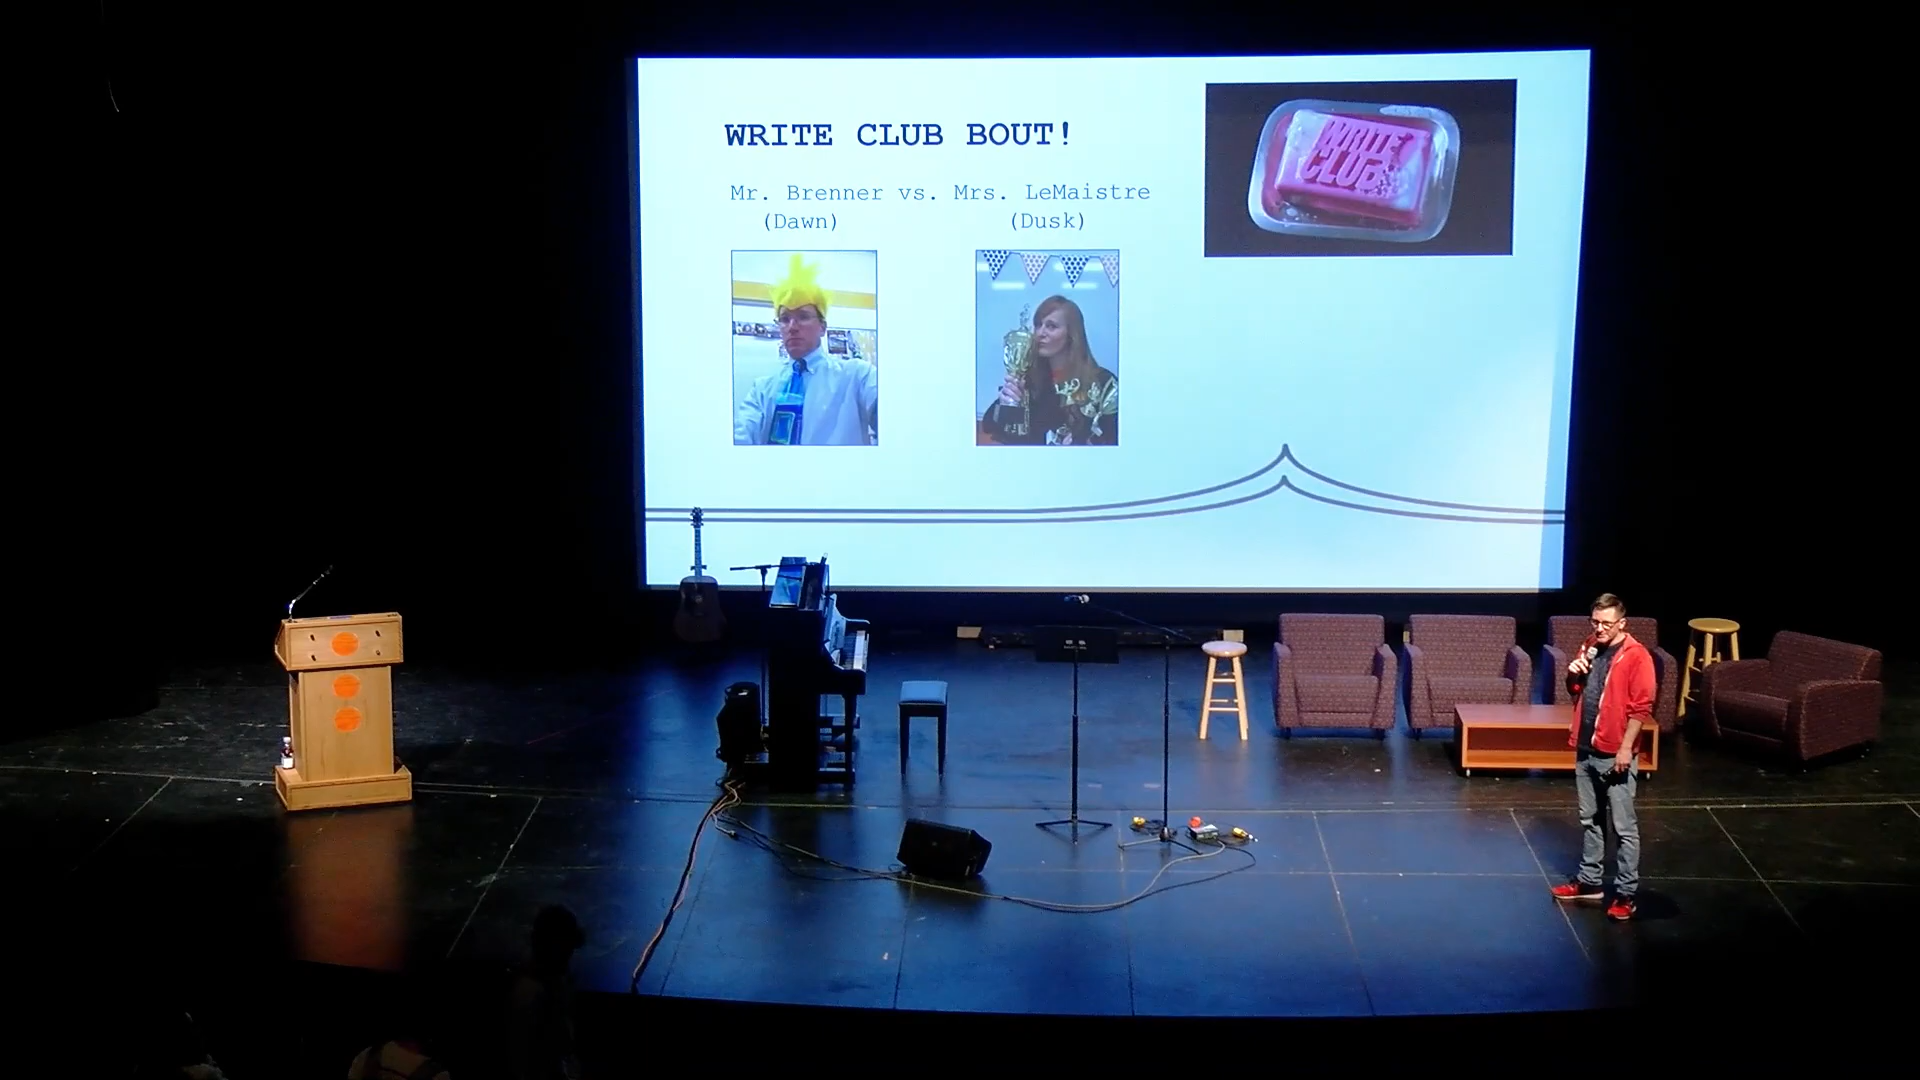 WRITE CLUB BOUT!
Mr. Brenner vs. Mrs. LeMaistre
(Dawn) (Dusk)
WRITE
CLUB